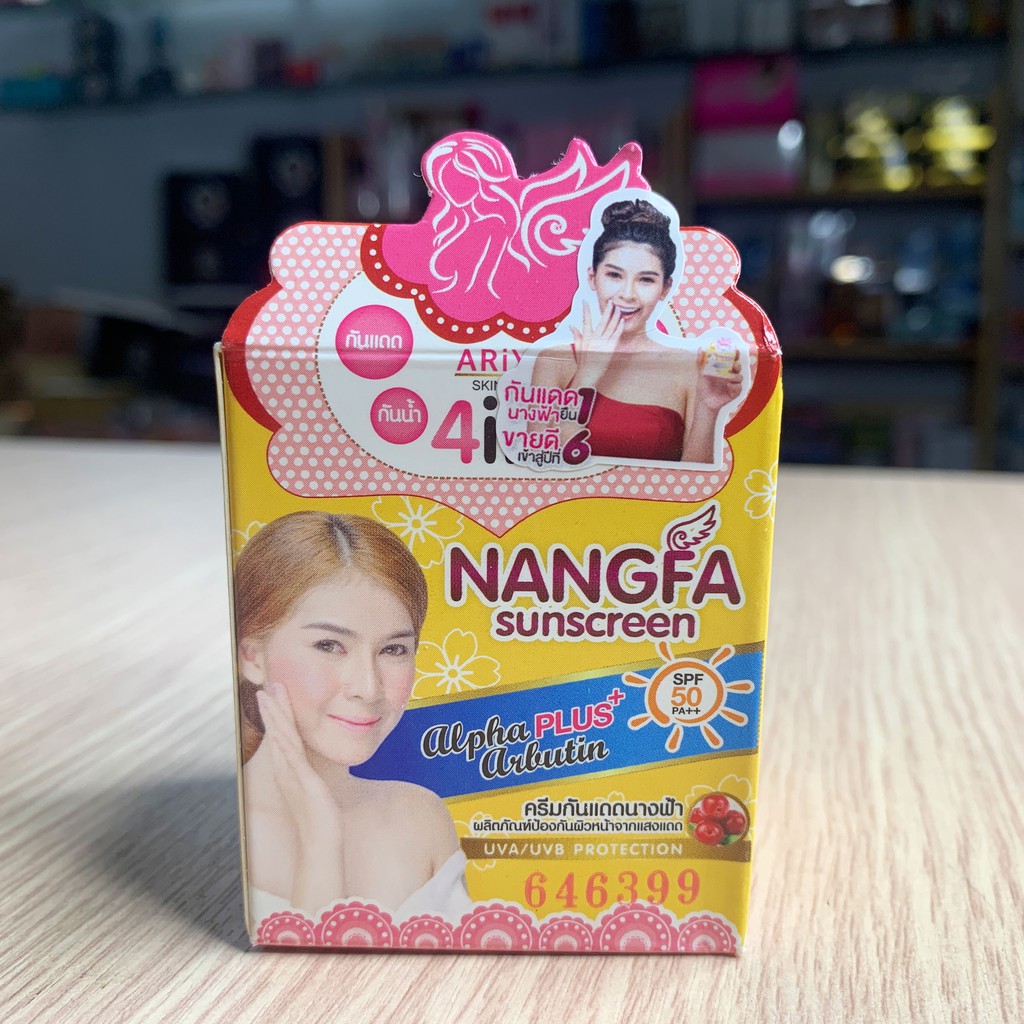 กันแดด
กันน้ำ
ARiY
SKIN
4i
กันแดด
นางฟ้ายืน1
ขายดี
เข้าสู่ปีที่6
NANGFA
sunscreen
SPF
50
PA++
Alpha PLUS+
Arbutin
ครีมกันแดดนางฟ้า
ผลิตภัณฑ์ป้องกันผิวหน้าจากแสงแดด
UVA/UVB PROTECTION
646399